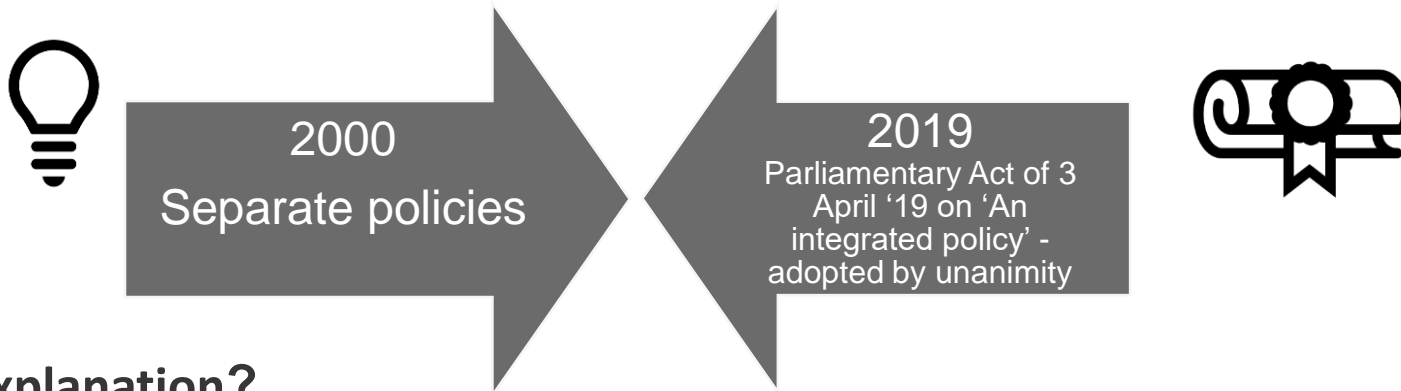 2000
Separate policies
2019
Parliamentary Act of 3
April ‘19 on ‘An
integrated policy’ -
adopted by unanimity
xplanation?